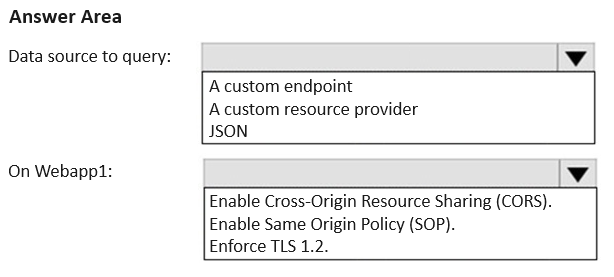 Answer Area
Data source to query:
A custom endpoint
A custom resource provider
JSON
On Webapp1:
Enable Cross-Origin Resource Sharing (CORS).
Enable Same Origin Policy (SOP).
Enforce TLS 1.2.